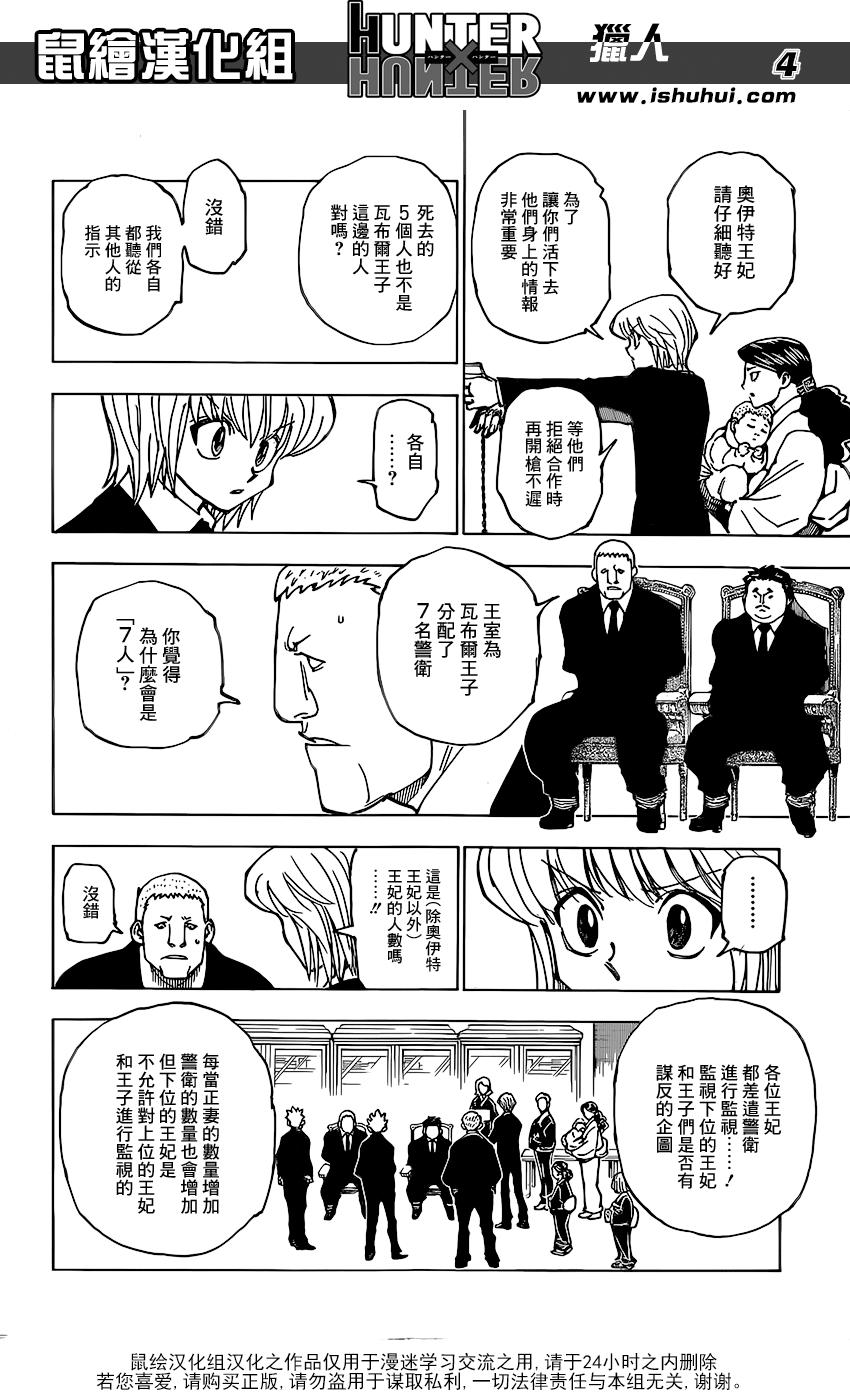 鼠繪漢化組
HUNTER
×
ハンター ハンター
HUNTER
獵人
4
www.ishuhui.com
奧伊特王妃
請仔細聽好
為了
讓你們活下去
他們身上的情報
非常重要
等他們
拒絕合作時
再開槍不遲
死去的
5個人也不是
瓦布爾王子
這邊的人
對嗎?
沒錯
我們各自
都聽從
其他人的
指示
各自
……?
王室為
瓦布爾王子
分配了
7名警衛
你覺得
為什麼會是
「7人」?
………
這是(除奧伊特
王妃以外)
王妃的人數嗎
……!!
沒錯
各位王妃
都差遣警衛
進行監視……!
監視下位的王妃
和王子們是否有
謀反的企圖
每當正妻的數量增加
警衛的數量也會增加
但下位的王妃是
不允許對上位的王妃
和王子進行監視的
鼠绘汉化组汉化之作品仅用于漫迷学习交流之用, 请于24小时之内删除
若您喜爱, 请购买正版, 请勿盗用于谋取私利, 一切法律责任与本组无关, 谢谢。